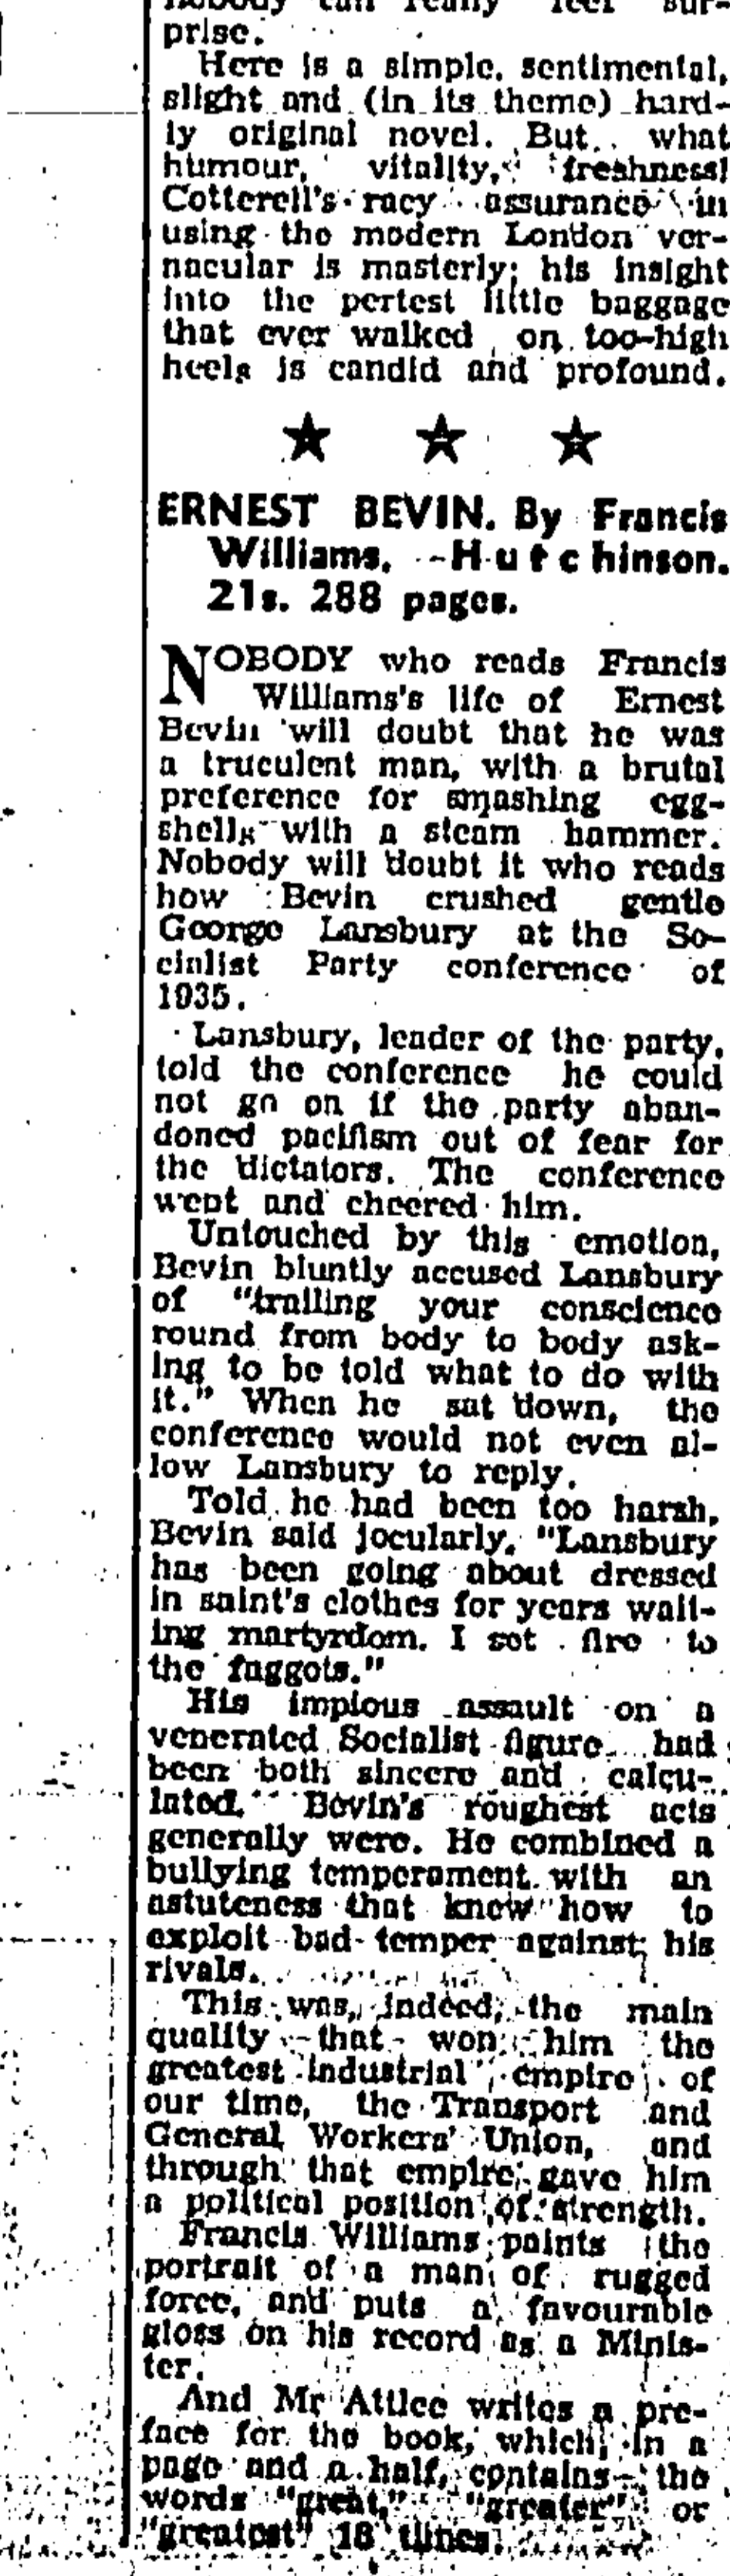 nobody can really feel sur-
prise.
Here is a simple, sentimental,
slight and (in its theme) hard-
ly original novel. But, what
humour, vitality, freshness!
Cotterell's racy assurance in
using the modern London ver-
nacular is masterly; his insight
into the pertest little baggage
that ever walked on too-high
heels is candid and profound.
★ ★ ★
ERNEST BEVIN. By Francis
Williams. Hutchinson.
21s. 288 pages.
NOBODY who reads Francis
Williams's life of Ernest
Bevin will doubt that he was
a truculent man, with a brutal
preference for smashing egg-
shells with a steam hammer.
Nobody will doubt it who reads
how Bevin crushed gentle
George Lansbury at the So-
cialist Party conference of
1935.
Lansbury, leader of the party,
told the conference he could
not go on if the party aban-
doned pacifism out of fear for
the dictators. The conference
wept and cheered him.
Untouched by this emotion,
Bevin bluntly accused Lansbury
of "trailing your conscience
round from body to body ask-
ing to be told what to do with
it." When he sat down, the
conference would not even al-
low Lansbury to reply.
Told he had been too harsh,
Bevin said jocularly, "Lansbury
has been going about dressed
in saint's clothes for years wait-
ing martyrdom. I set fire to
the faggots."
His impious assault on a
venerated Socialist figure had
been both sincere and calcu-
lated. Bevin's roughest acts
generally were. He combined a
bullying temperament with an
astuteness that knew how to
exploit bad temper against his
rivals.
This was, indeed, the main
quality that won him the
greatest industrial empire of
our time, the Transport and
General Workers' Union, and
through that empire gave him
a political position of strength.
Francis Williams paints the
portrait of a man of rugged
force, and puts a favourable
gloss on his record as a Minis-
ter.
And Mr Attlee writes a pre-
face for the book, which, in a
page and a half, contains the
words "great," "greater" or
"greatest" 18 times.